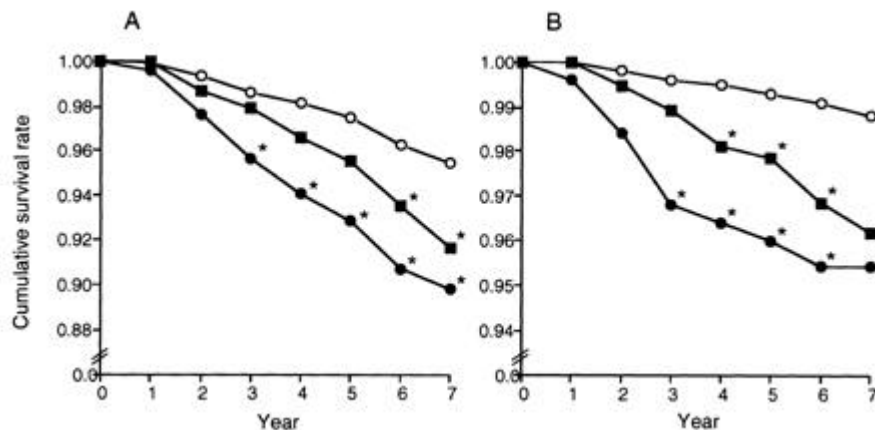 A
B
Cumulative survival rate
1.00
0.98
0.96
0.94
0.92
0.90
0.88
0.0
0 1 2 3 4 5 6 7
Year
1.00
0.99
0.98
0.97
0.96
0.95
0.94
0.0
0 1 2 3 4 5 6 7
Year
* * * * * * *
* * * * * * *